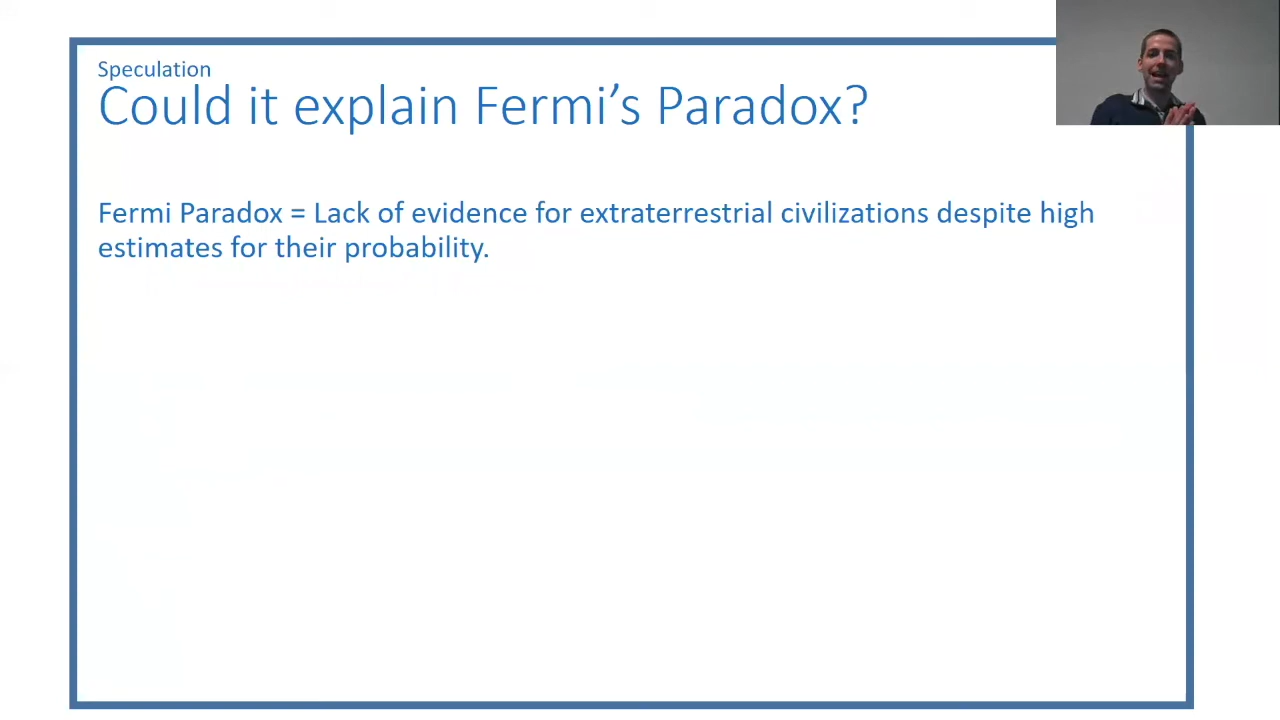 Speculation
Could it explain Fermi’s Paradox?
Fermi Paradox = Lack of evidence for extraterrestrial civilizations despite high
estimates for their probability.